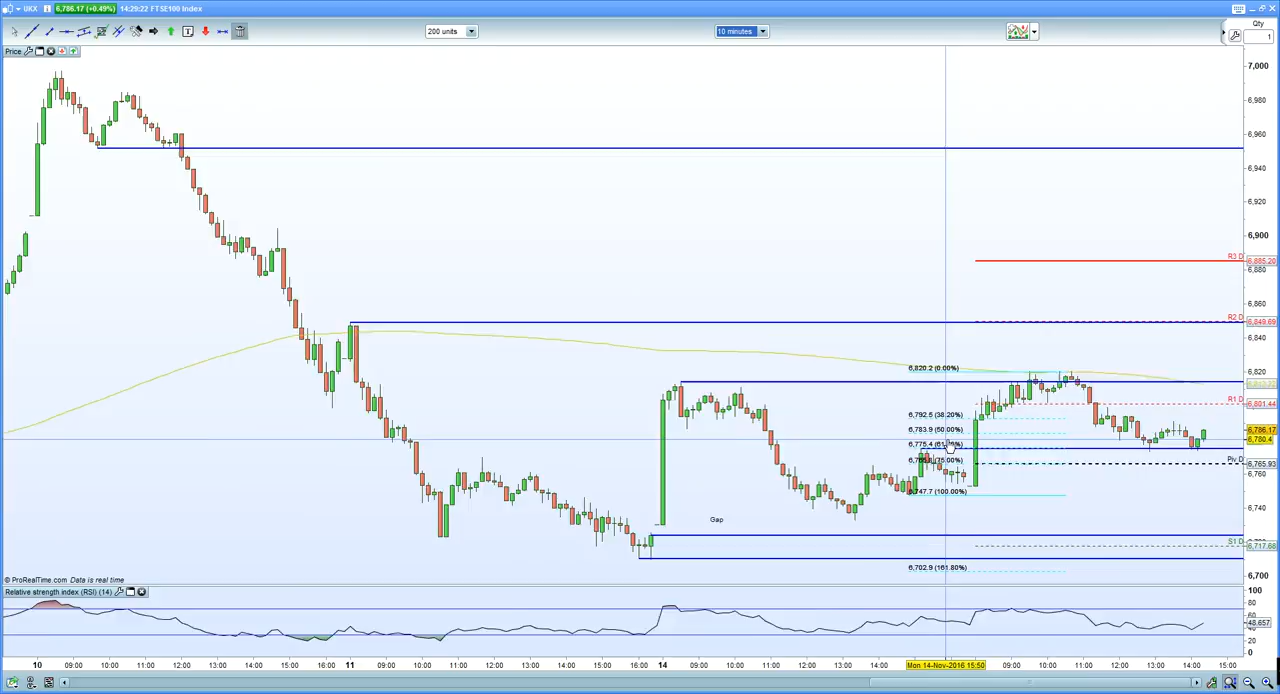 UKX 6,786.17 (+0.49%) 14:29:22 FTSE100 Index
200 units
10 minutes
Qty
1
Price
7,000
6,980
6,960
6,940
6,920
6,900
R3 D 6,885.20
6,880
6,860
R2 D 6,849.69
6,840
6,820.2 (0.00%)
6,820
R1 D 6,801.44
6,792.5 (38.20%)
6,783.9 (50.00%)
6,786.17
6,780.4
6,775.4
Piv D 6,765.93
6,760
6,747.7 (100.00%)
6,740
Gap
S1 D 6,717.68
6,702.9 (161.80%)
6,700
© ProRealTime.com Data is real time
Relative strength index (RSI) (14)
100
80
48.657
20
0
10 09:00 10:00 11:00 12:00 13:00 14:00 15:00 16:00 11 09:00 10:00 11:00 12:00 13:00 14:00 15:00 16:00 14 09:00 10:00 11:00 12:00 13:00 14:00 Mon 14-Nov-2016 15:50 09:00 10:00 11:00 12:00 13:00 14:00 15:00